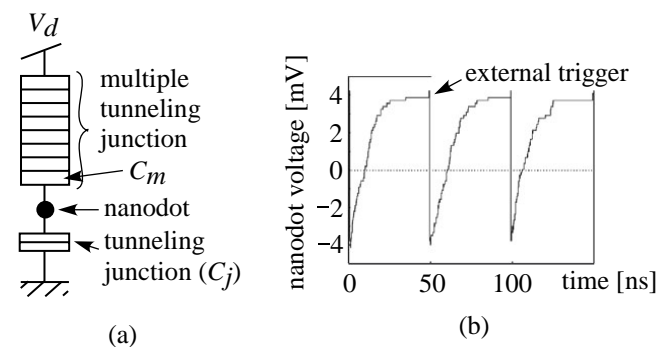 V_d
multiple
tunneling
junction
C_m
nanodot
tunneling
junction (C_j)
(a)
nanodot voltage [mV]
external trigger
4
2
0
−2
−4
0 50 100 time [ns]
(b)